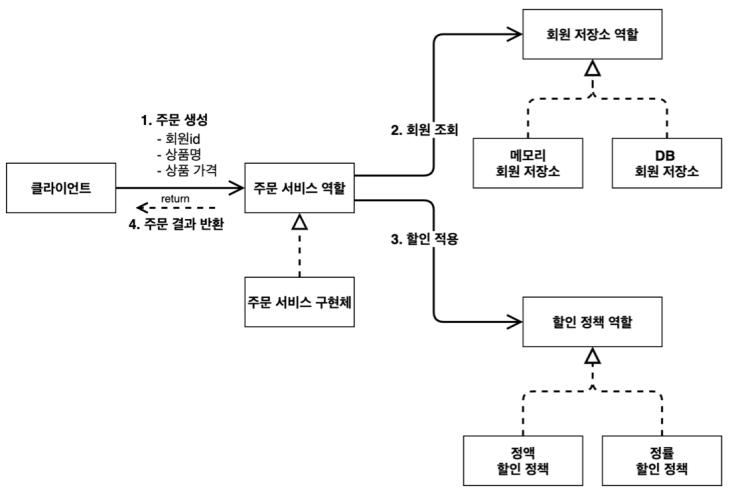 회원 저장소 역할
1. 주문 생성
- 회원id
- 상품명
- 상품 가격
2. 회원 조회
메모리
회원 저장소
DB
회원 저장소
클라이언트
주문 서비스 역할
return
4. 주문 결과 반환
3. 할인 적용
주문 서비스 구현체
할인 정책 역할
정액
할인 정책
정률
할인 정책